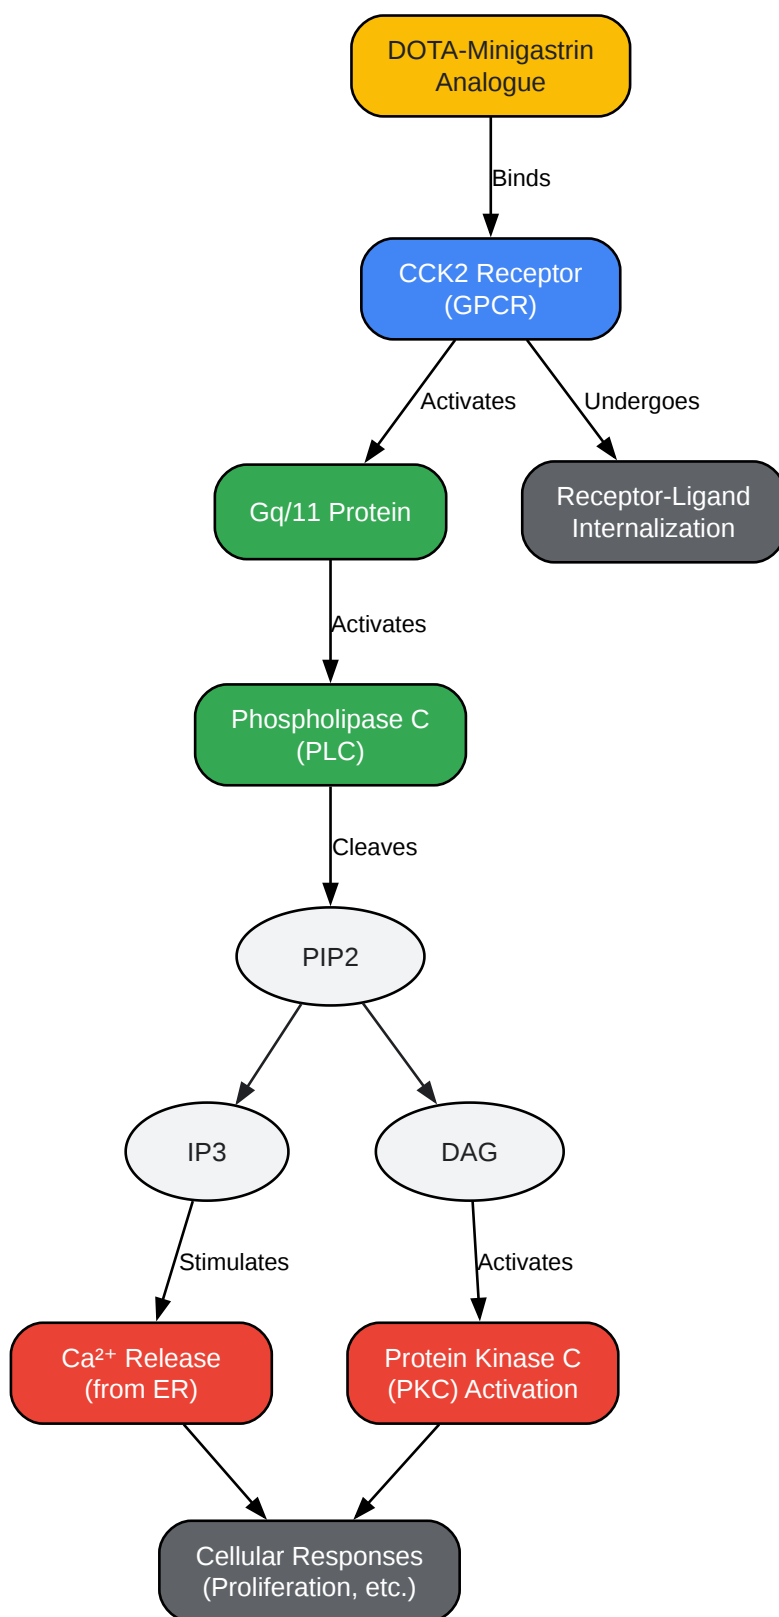 DOTA-Minigastrin
Analogue
Binds
CCK2 Receptor
(GPCR)
Activates
Undergoes
Gq/11 Protein
Receptor-Ligand
Internalization
Activates
Phospholipase C
(PLC)
Cleaves
PIP2
IP3
DAG
Stimulates
Activates
Ca²⁺ Release
(from ER)
Protein Kinase C
(PKC) Activation
Cellular Responses
(Proliferation, etc.)